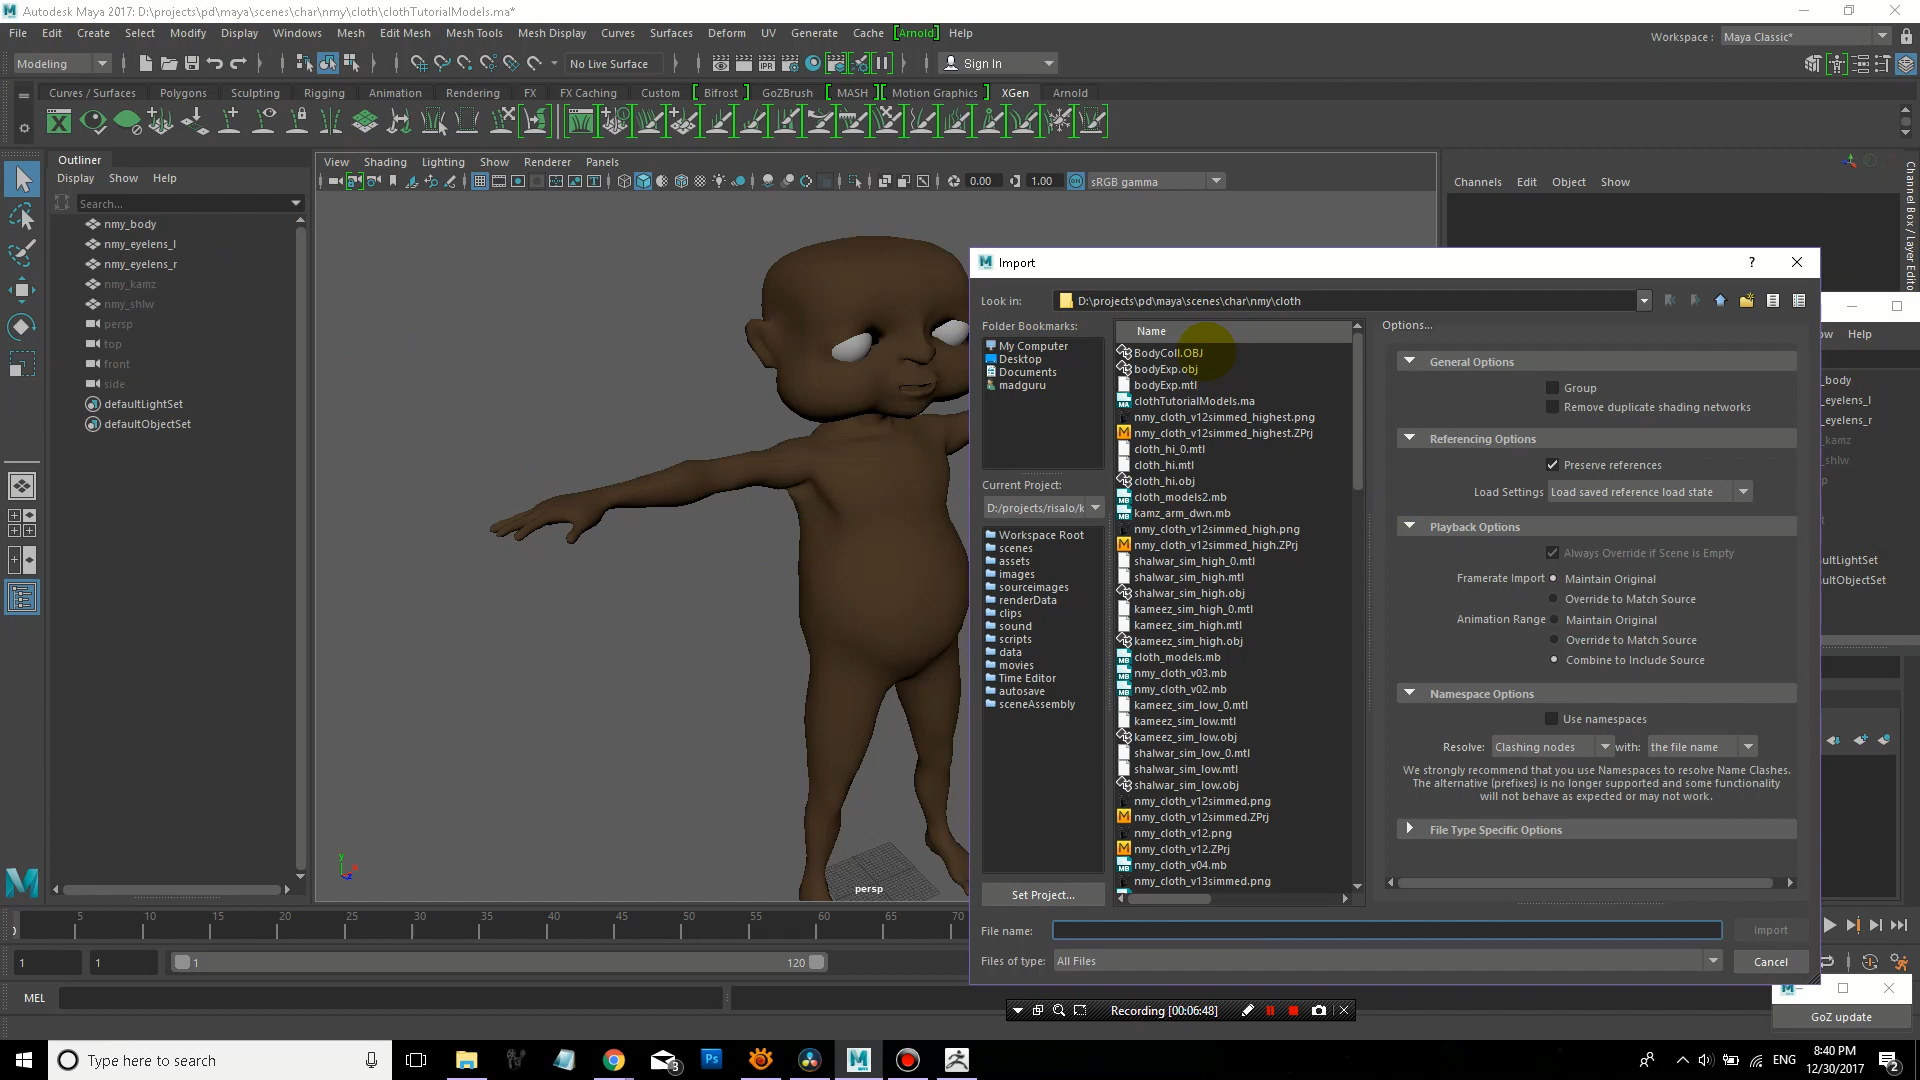 Autodesk Maya 2017: D:\projects\pd\maya\scenes\char\nmy\cloth\clothTutorialModels.ma*
File Edit Create Select Modify Display Windows Mesh Edit Mesh Mesh Tools Mesh Display Curves Surfaces Deform UV Generate Cache [Arnold] Help
Workspace : Maya Classic*
Modeling No Live Surface Sign In
Curves / Surfaces Polygons Sculpting Rigging Animation Rendering FX FX Caching Custom [ Bifrost ] GoZBrush [ MASH ] [ Motion Graphics ] XGen Arnold
Outliner
Display Show Help
Search...
nmy_body
nmy_eyelens_l
nmy_eyelens_r
nmy_kamz
nmy_shlw
persp
top
front
side
defaultLightSet
defaultObjectSet
View Shading Lighting Show Renderer Panels
0.00 1.00 sRGB gamma
persp
Channels Edit Object Show
Channel Box / Layer Edito
Import
Look in: D:\projects\pd\maya\scenes\char\nmy\cloth
Folder Bookmarks:
My Computer
Desktop
Documents
madguru
Current Project:
D:/projects/risalo/k
Workspace Root
scenes
assets
images
sourceimages
renderData
clips
sound
scripts
data
movies
Time Editor
autosave
sceneAssembly
Set Project...
Name
BodyColl.OBJ
bodyExp.obj
bodyExp.mtl
clothTutorialModels.ma
nmy_cloth_v12simmed_highest.png
nmy_cloth_v12simmed_highest.ZPrj
cloth_hi_0.mtl
cloth_hi.mtl
cloth_hi.obj
cloth_models2.mb
kamz_arm_dwn.mb
nmy_cloth_v12simmed_high.png
nmy_cloth_v12simmed_high.ZPrj
shalwar_sim_high_0.mtl
shalwar_sim_high.mtl
shalwar_sim_high.obj
kameez_sim_high_0.mtl
kameez_sim_high.mtl
kameez_sim_high.obj
cloth_models.mb
nmy_cloth_v03.mb
nmy_cloth_v02.mb
kameez_sim_low_0.mtl
kameez_sim_low.mtl
kameez_sim_low.obj
shalwar_sim_low_0.mtl
shalwar_sim_low.mtl
shalwar_sim_low.obj
nmy_cloth_v12simmed.png
nmy_cloth_v12simmed.ZPrj
nmy_cloth_v12.png
nmy_cloth_v12.ZPrj
nmy_cloth_v04.mb
nmy_cloth_v13simmed.png
Options...
General Options
Group
Remove duplicate shading networks
Referencing Options
Preserve references
Load Settings Load saved reference load state
Playback Options
Always Override if Scene is Empty
Framerate Import Maintain Original
Override to Match Source
Animation Range Maintain Original
Override to Match Source
Combine to Include Source
Namespace Options
Use namespaces
Resolve: Clashing nodes with: the file name
We strongly recommend that you use Namespaces to resolve Name Clashes.
The alternative (prefixes) is no longer supported and some functionality
will not behave as expected or may not work.
File Type Specific Options
File name: Import
Files of type: All Files Cancel
ow Help
_body
_eyelens_l
_eyelens_r
_kamz
_shlw
ultLightSet
ultObjectSet
5 10 15 20 25 30 35 40 45 50 55 60 65 70
1 1 1 120
MEL
Recording [00:06:48]
GoZ update
Type here to search
3
Ps
ENG
8:40 PM
12/30/2017
2